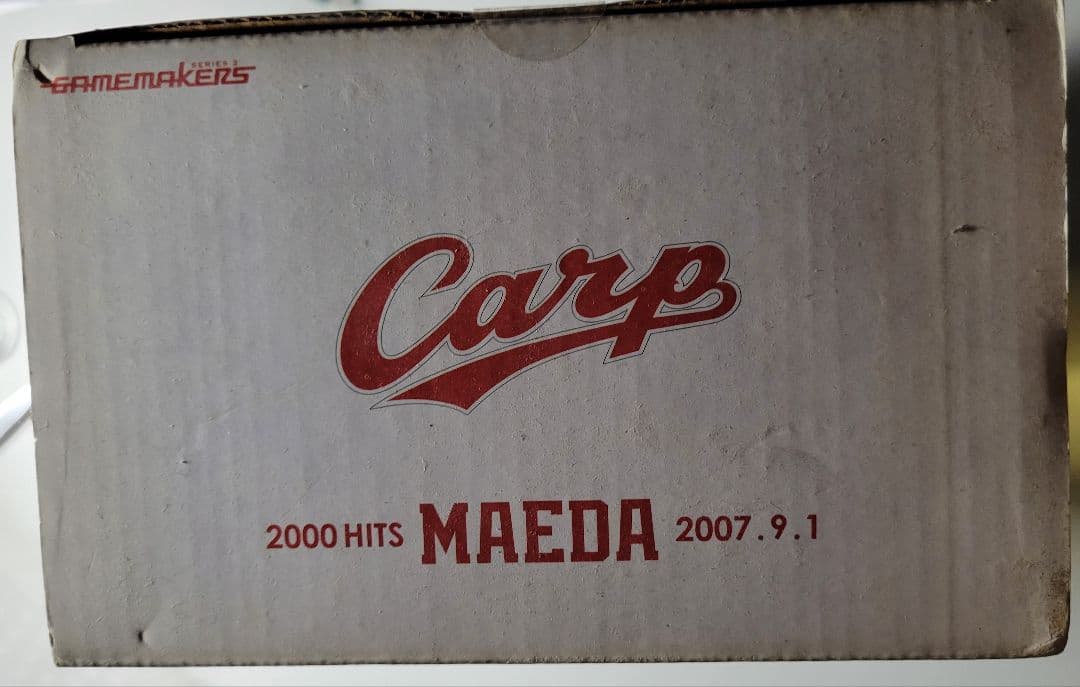 SERIES 2
GAMEMAKERS
Carp
2000 HITS MAEDA 2007.9.1